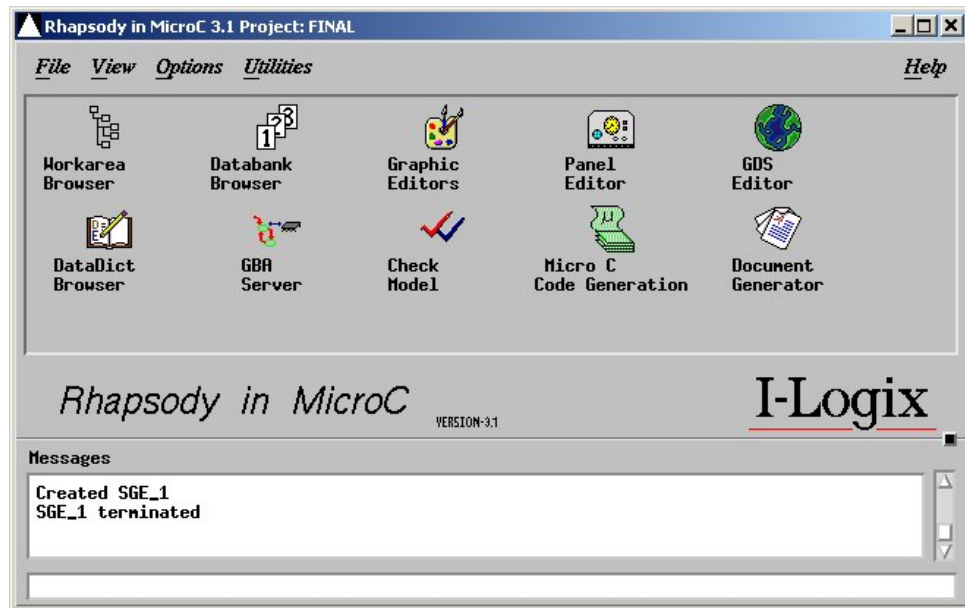 Rhapsody in MicroC 3.1 Project: FINAL
File View Options Utilities Help
Workarea Browser
Databank Browser
Graphic Editors
Panel Editor
GDS Editor
DataDict Browser
GBA Server
Check Model
Micro C Code Generation
Document Generator
Rhapsody in MicroC VERSION-3.1
I-Logix
Messages
Created SGE_1
SGE_1 terminated